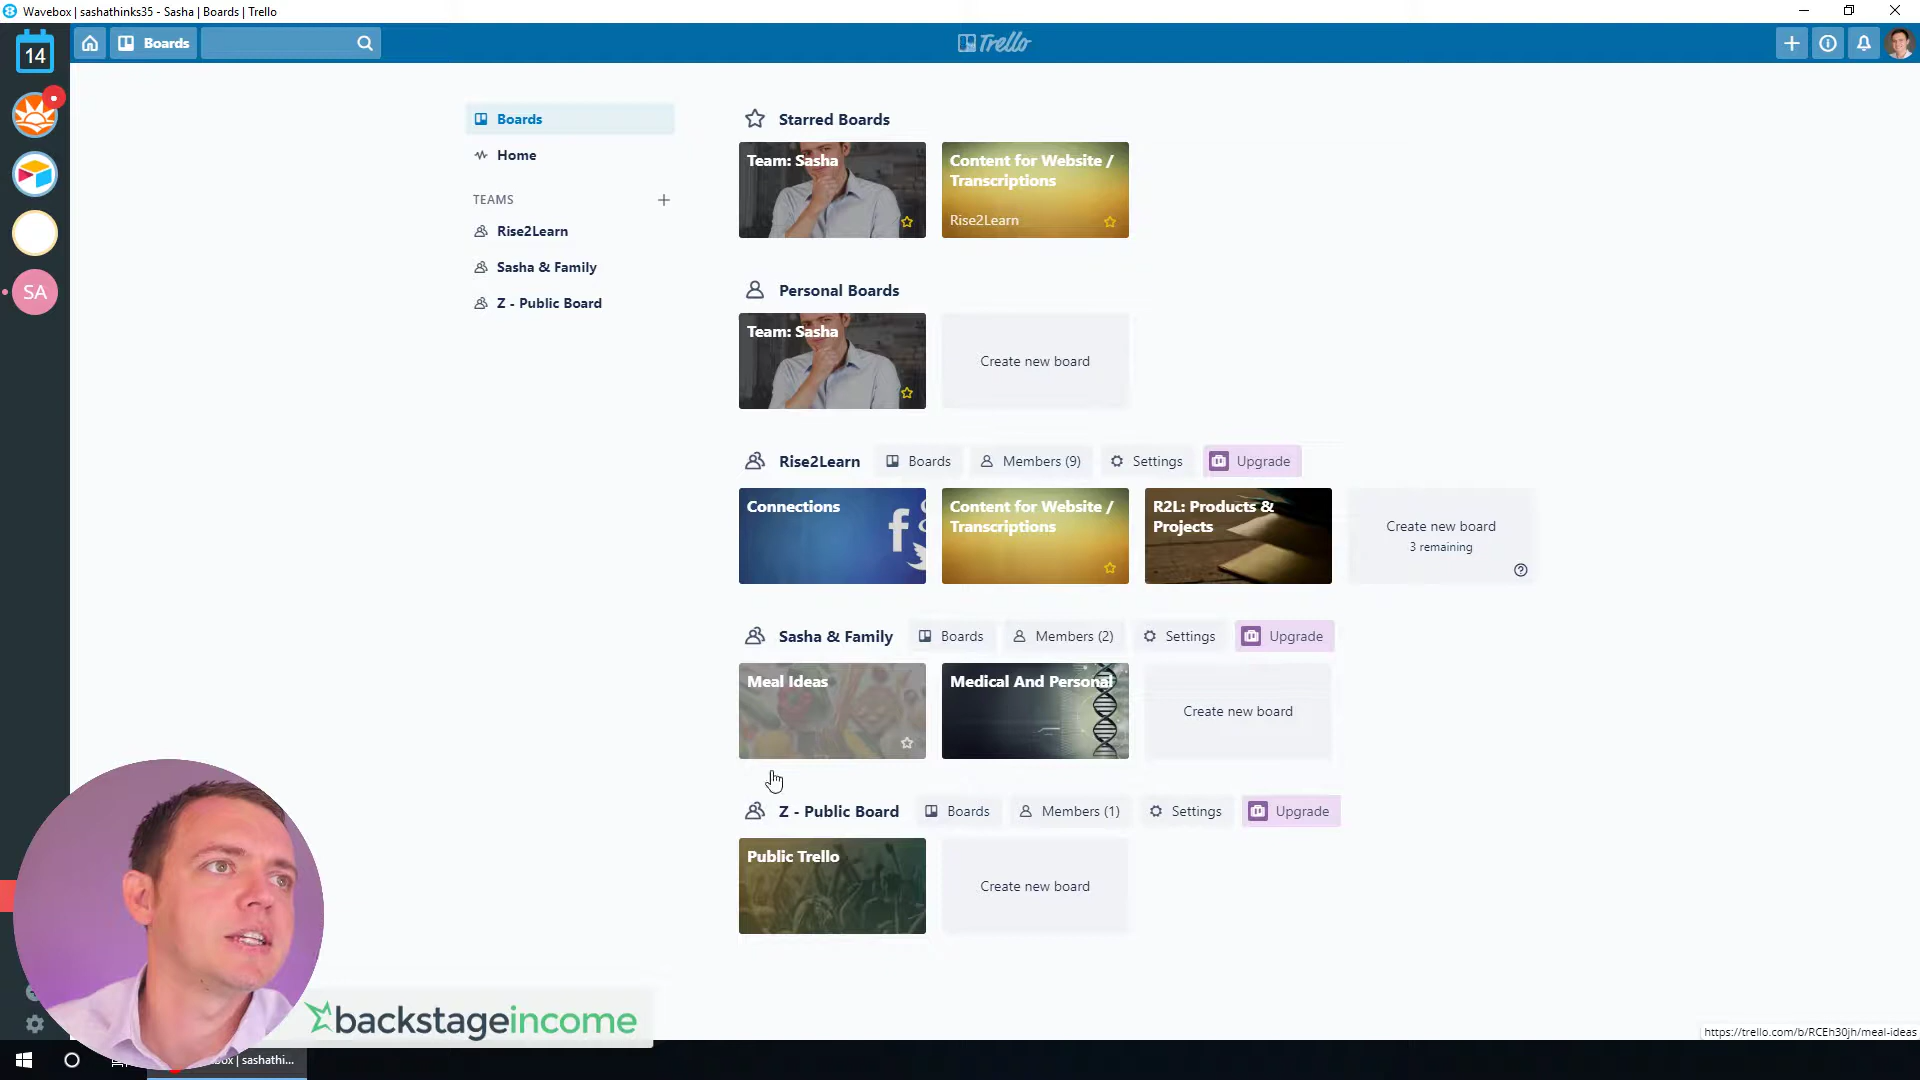 Wavebox | sashathinks35 - Sasha | Boards | Trello
14
Boards
Trello
Boards
Home
TEAMS
Rise2Learn
Sasha & Family
Z - Public Board
SA
Starred Boards
Team: Sasha
Content for Website /
Transcriptions
Rise2Learn
Personal Boards
Team: Sasha
Create new board
Rise2Learn
Boards
Members (9)
Settings
Upgrade
Connections
Content for Website /
Transcriptions
R2L: Products &
Projects
Create new board
3 remaining
Sasha & Family
Boards
Members (2)
Settings
Upgrade
Meal Ideas
Medical And Personal
Create new board
Z - Public Board
Boards
Members (1)
Settings
Upgrade
Public Trello
Create new board
backstageincome
https://trello.com/b/RCEh30jh/meal-ideas
box | sashathi...